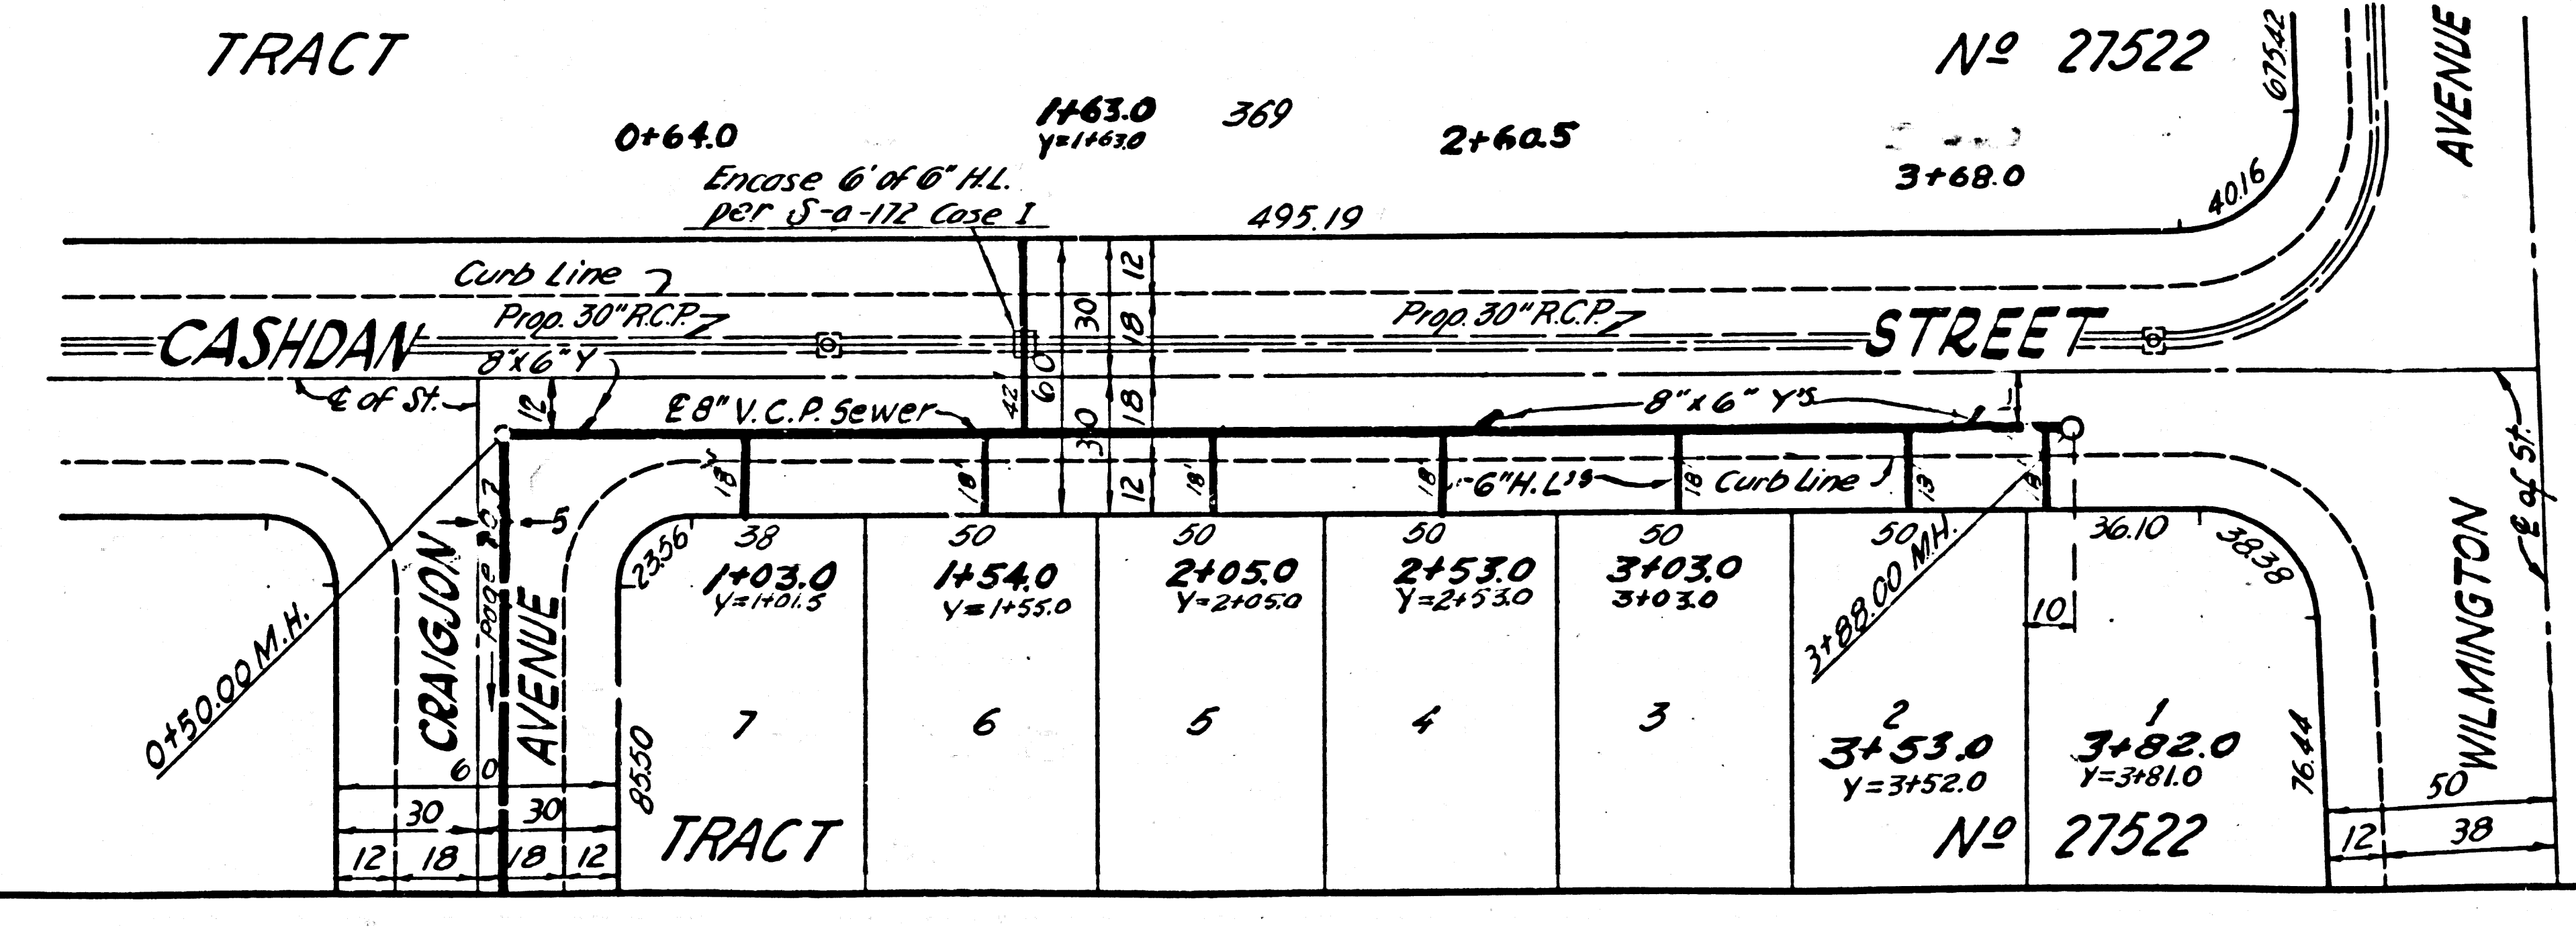 TRACT
Nº 27522
67542
AVENUE
0+64.0
1+63.0
Y=1+63.0
369
2+60.5
3+68.0
Encase 6' of 6" H.L.
per S-a-172 Case I
495.19
40.16
Curb Line
Prop. 30" R.C.P.
Prop. 30" R.C.P.
CASHDAN
STREET
8"x6" Y
℄ of St.
12
℄ 8" V.C.P. Sewer
42
60
30
30
12
18
18
12
8"x6" Y's
18'
18'
18'
18'
6" H.L's
18'
Curb Line
5
23.56
38
50
50
50
50
50
36.10
38.38
℄ of St.
1+03.0
Y=1+01.5
1+54.0
Y=1+55.0
2+05.0
Y=2+05.0
2+53.0
Y=2+53.0
3+03.0
3+03.0
3+88.00 M.H.
10
0+50.00 M.H.
CRAIGJON
AVENUE
Page
WILMINGTON
7
6
5
4
3
2
3+53.0
Y=3+52.0
1
3+82.0
Y=3+81.0
85.50
76.44
60
30
30
12
18
18
12
50
12
38
TRACT
Nº 27522